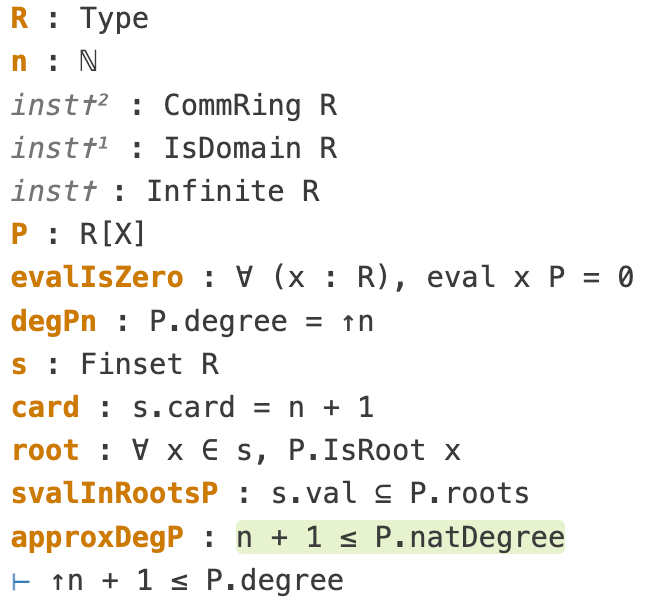 R : Type
n : ℕ
inst✝² : CommRing R
inst✝¹ : IsDomain R
inst✝ : Infinite R
P : R[X]
evalIsZero : ∀ (x : R), eval x P = 0
degPn : P.degree = ↑n
s : Finset R
card : s.card = n + 1
root : ∀ x ∈ s, P.IsRoot x
svalInRootsP : s.val ⊆ P.roots
approxDegP : n + 1 ≤ P.natDegree
⊢ ↑n + 1 ≤ P.degree